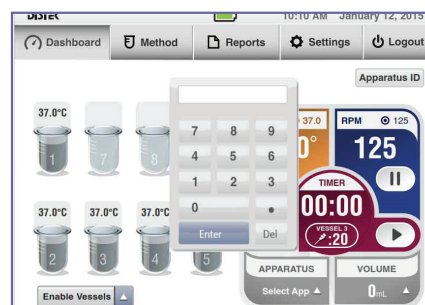 DISTEK 10:10 AM January 12, 2015
Dashboard Method Reports Settings Logout
Apparatus ID
37.0°C
1 7 8
7 8 9
4 5 6
1 2 3
0 .
Enter Del
37.0 RPM 125
0° 125
TIMER
00:00
VESSEL 3
:20
37.0°C 37.0°C 37.0°C
2 3 4 5
APPARATUS VOLUME
Select App 0mL
Enable Vessels